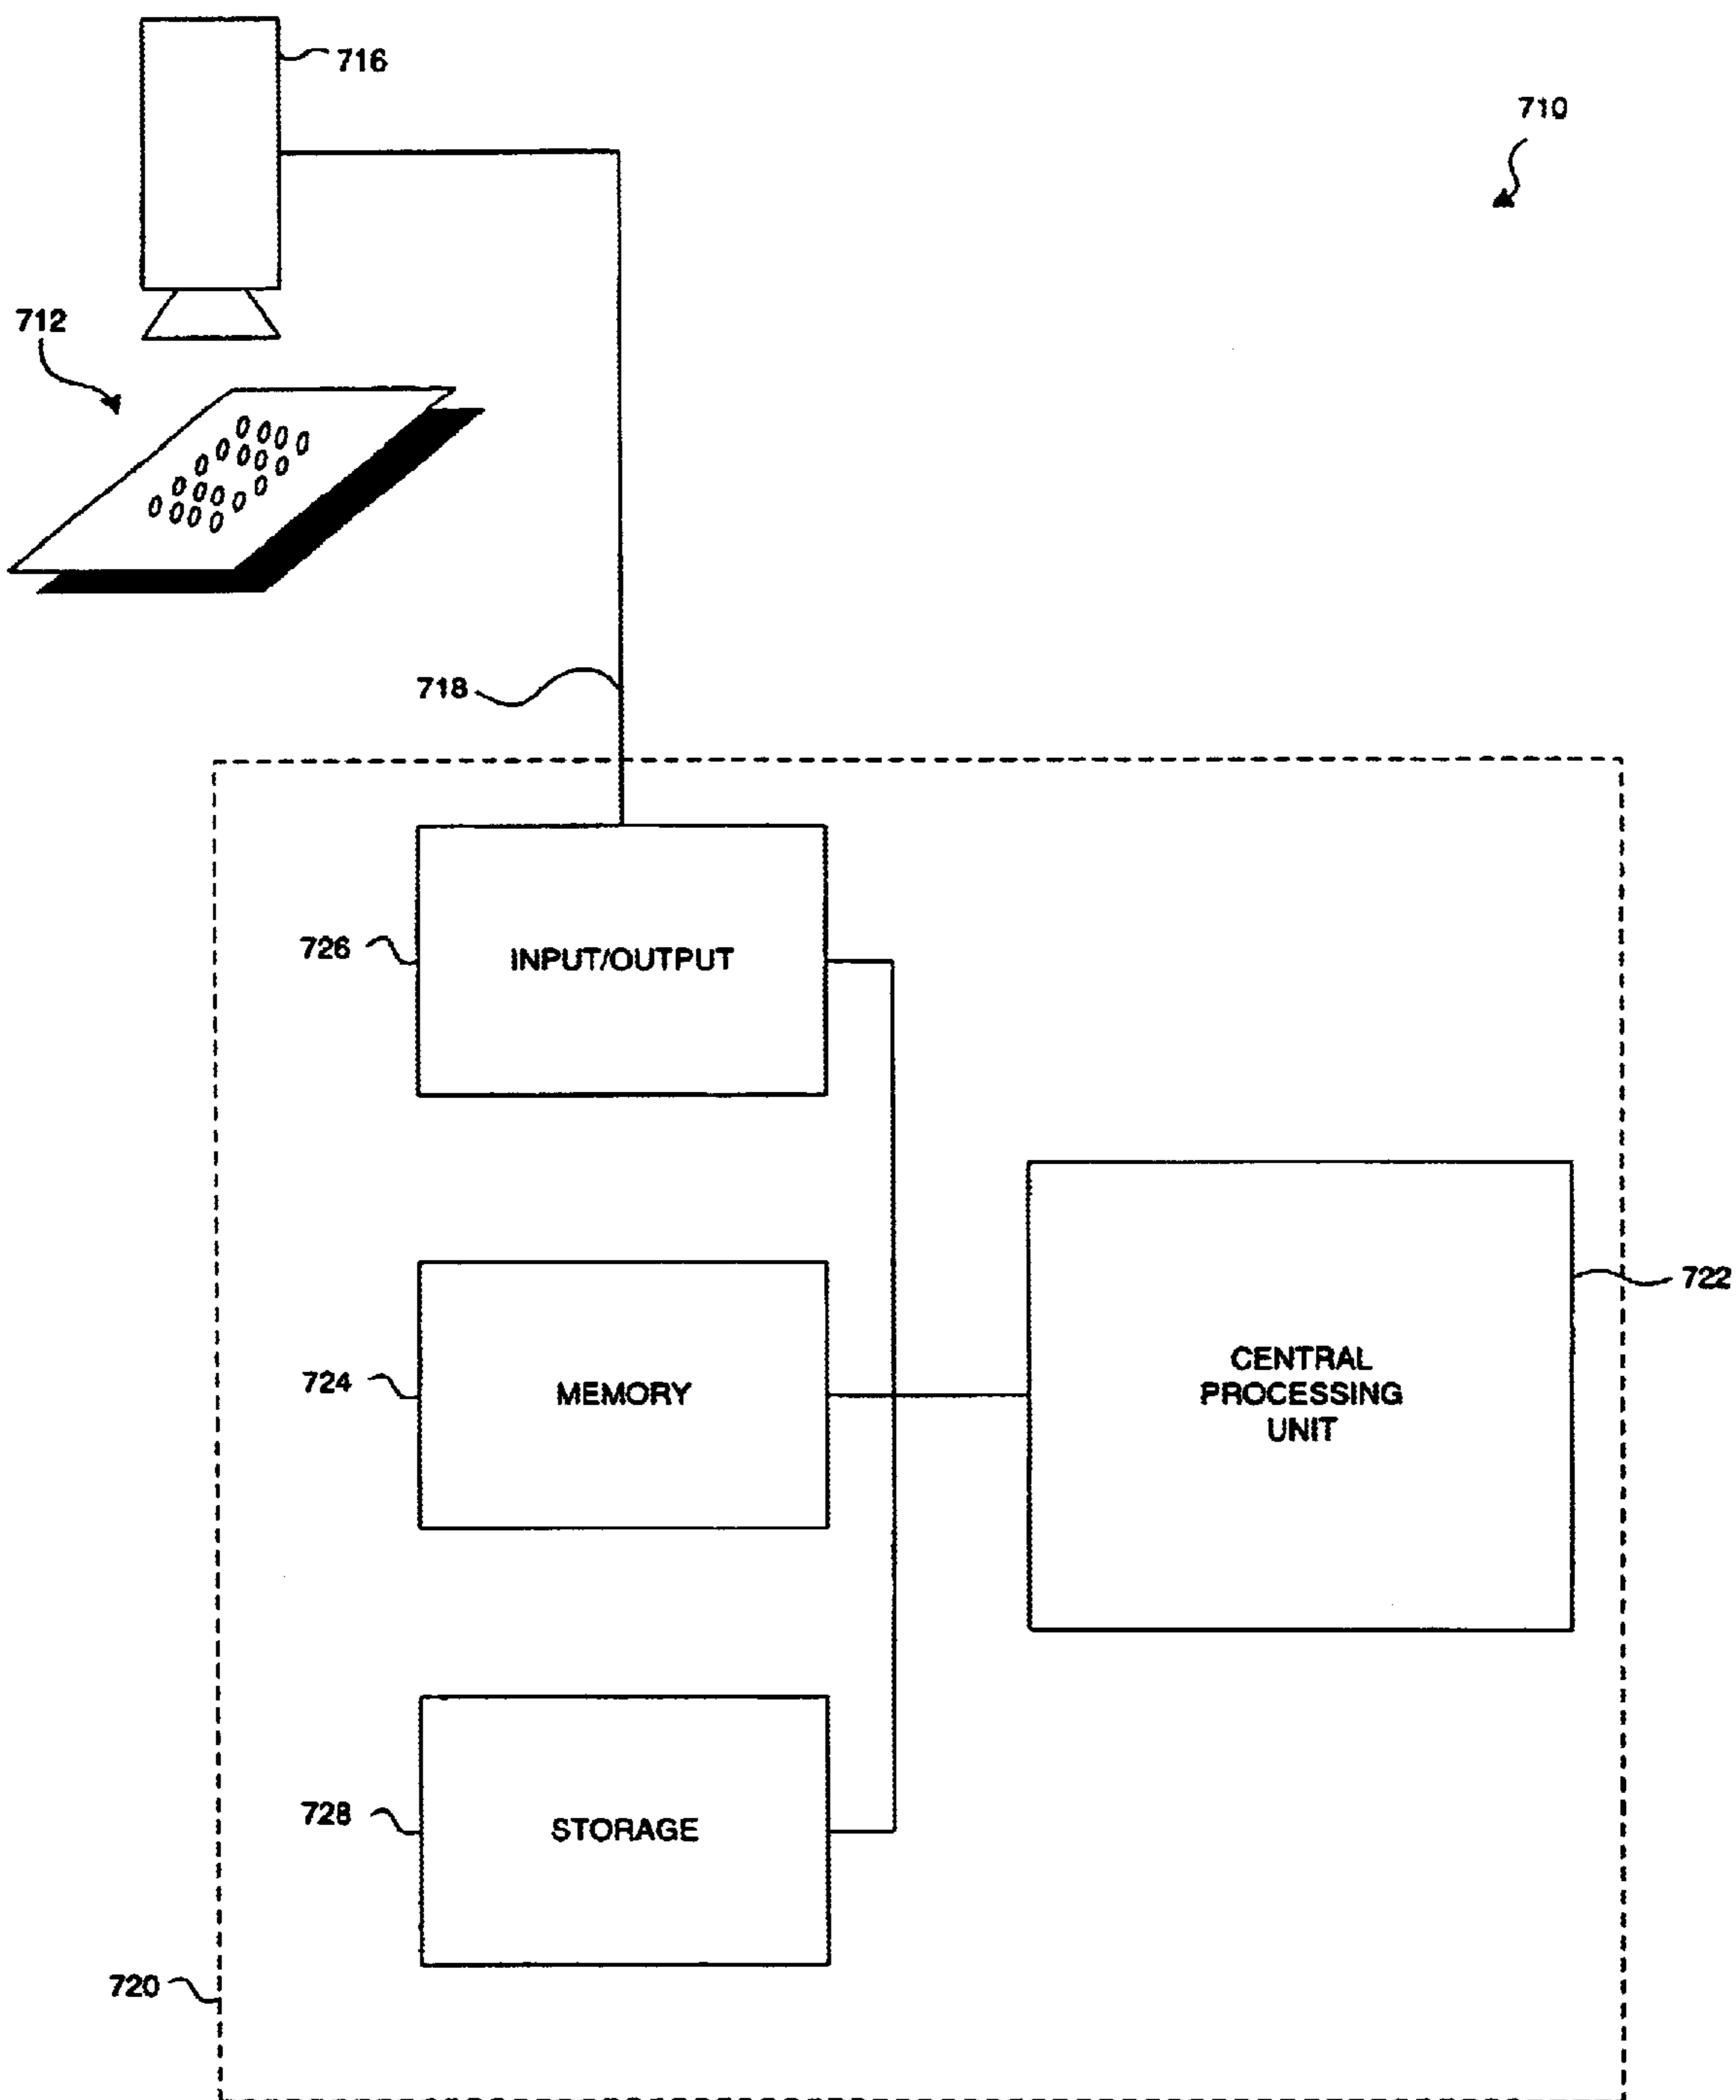 716
710
712
718
726
INPUT/OUTPUT
722
724
MEMORY
CENTRAL
PROCESSING
UNIT
728
STORAGE
720